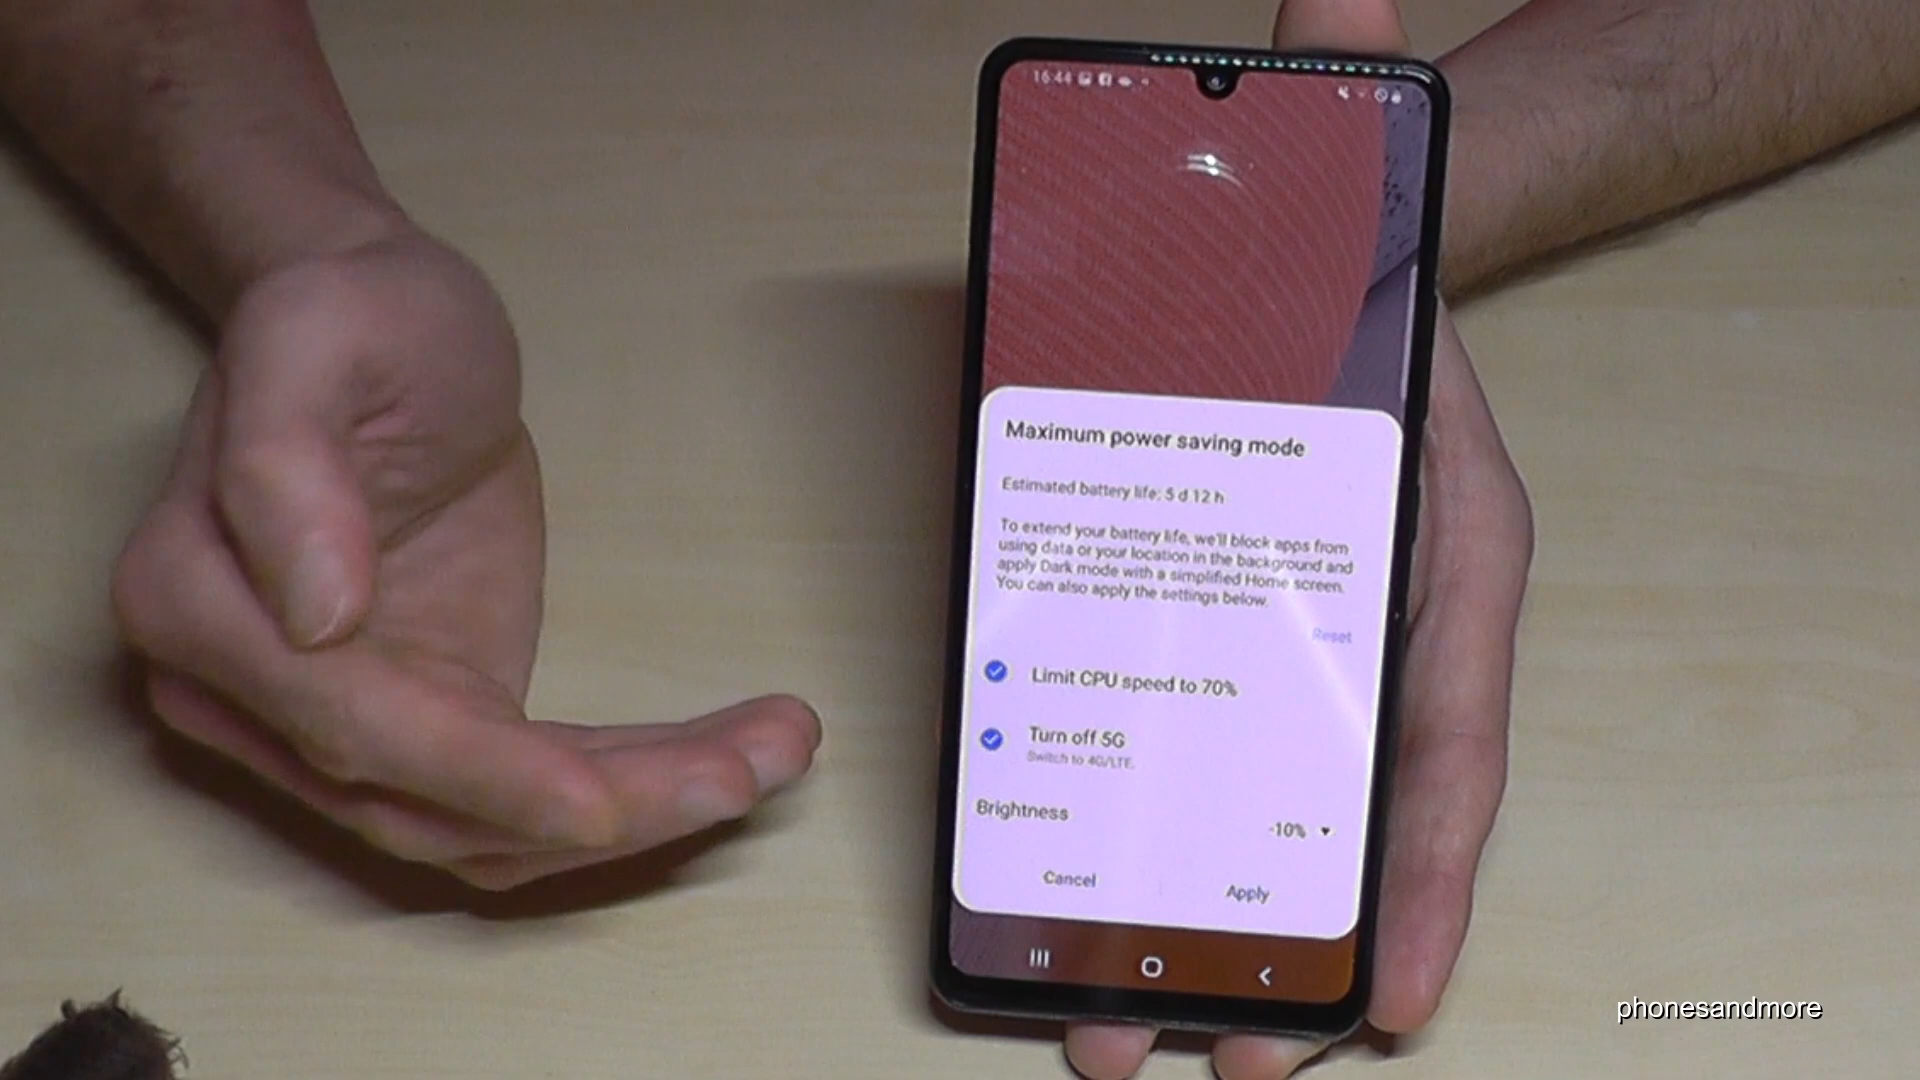 16:44
Maximum power saving mode
Estimated battery life: 5 d 12 h
To extend your battery life, we'll block apps from
using data or your location in the background and
apply Dark mode with a simplified Home screen.
You can also apply the settings below.
Reset
Limit CPU speed to 70%
Turn off 5G
Switch to 4G/LTE.
Brightness
-10%
Cancel
Apply
phonesandmore